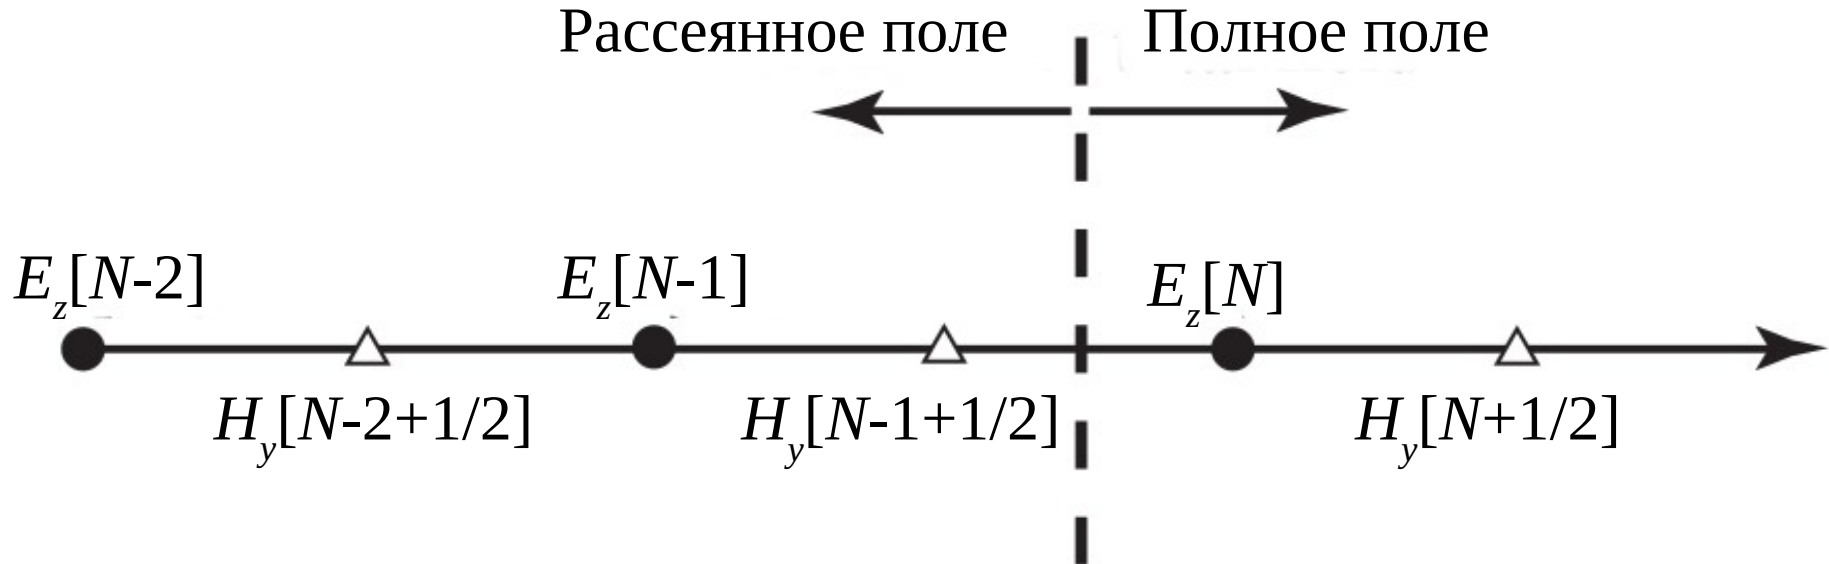 Рассеянное поле Полное поле
E_z[N-2] E_z[N-1] E_z[N]
H_y[N-2+1/2] H_y[N-1+1/2] H_y[N+1/2]